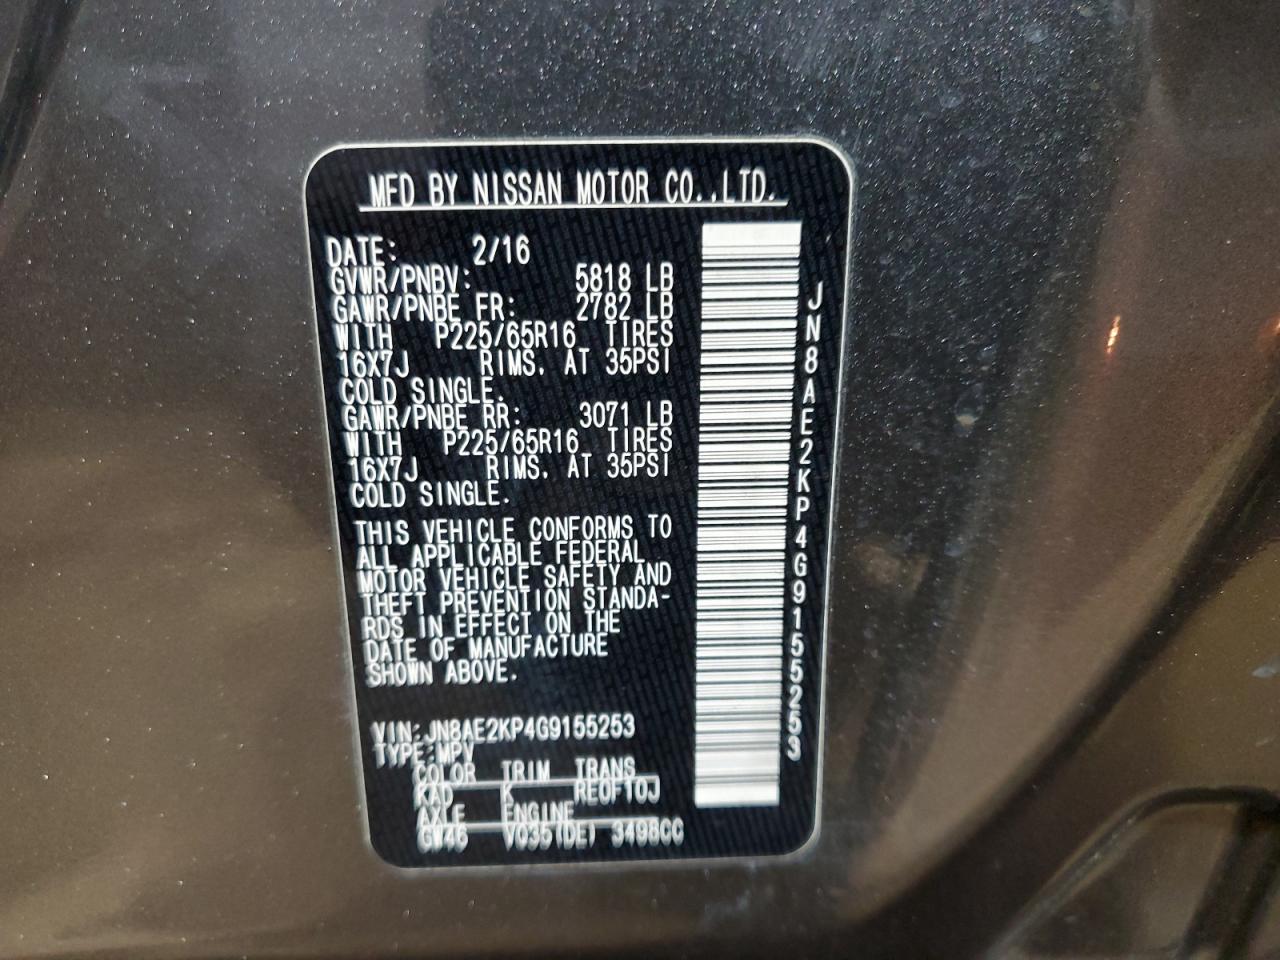 MFD BY NISSAN MOTOR CO.,LTD.
DATE: 2/16
GVWR/PNBV: 5818 LB
GAWR/PNBE FR: 2782 LB
WITH P225/65R16 TIRES
16X7J RIMS. AT 35PSI
COLD SINGLE.
GAWR/PNBE RR: 3071 LB
WITH P225/65R16 TIRES
16X7J RIMS. AT 35PSI
COLD SINGLE.
THIS VEHICLE CONFORMS TO
ALL APPLICABLE FEDERAL
MOTOR VEHICLE SAFETY AND
THEFT PREVENTION STANDA-
RDS IN EFFECT ON THE
DATE OF MANUFACTURE
SHOWN ABOVE.
VIN:JN8AE2KP4G9155253
TYPE:MPV
COLOR TRIM TRANS
KAD K RE0F10J
AXLE ENGINE
GW46 VQ35(DE) 3498CC
JN8AE2KP4G9155253